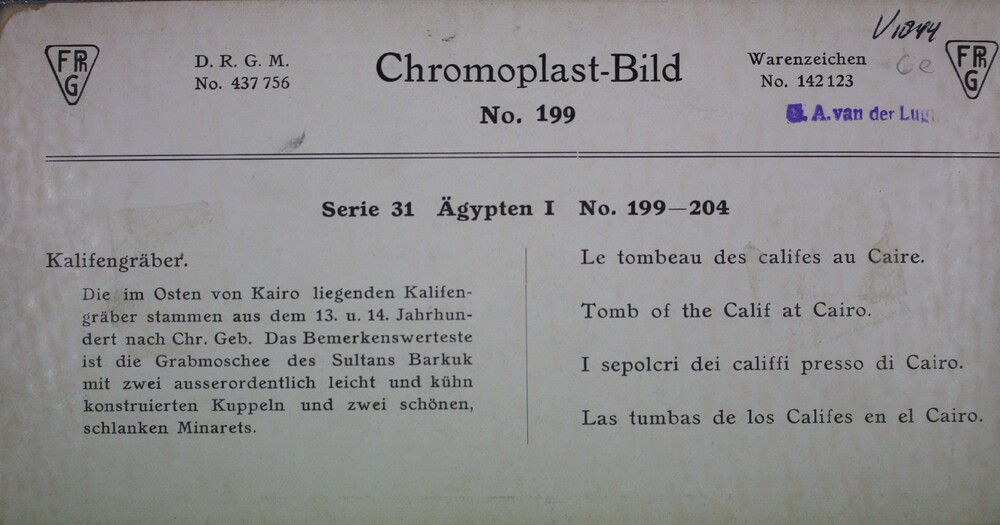 V1844
FPRG
D. R. G. M.
No. 437 756
Chromoplast-Bild
No. 199
Warenzeichen
No. 142 123
Ge
FPRG
A. van der
Serie 31 Ägypten I No. 199—204
Kalifengräber.
Die im Osten von Kairo liegenden Kalifen-
gräber stammen aus dem 13. u. 14. Jahrhun-
dert nach Chr. Geb. Das Bemerkenswerteste
ist die Grabmoschee des Sultans Barkuk
mit zwei ausserordentlich leicht und kühn
konstruierten Kuppeln und zwei schönen,
schlanken Minarets.
Le tombeau des califes au Caire.
Tomb of the Calif at Cairo.
I sepolcri dei califfi presso di Cairo.
Las tumbas de los Califes en el Cairo.